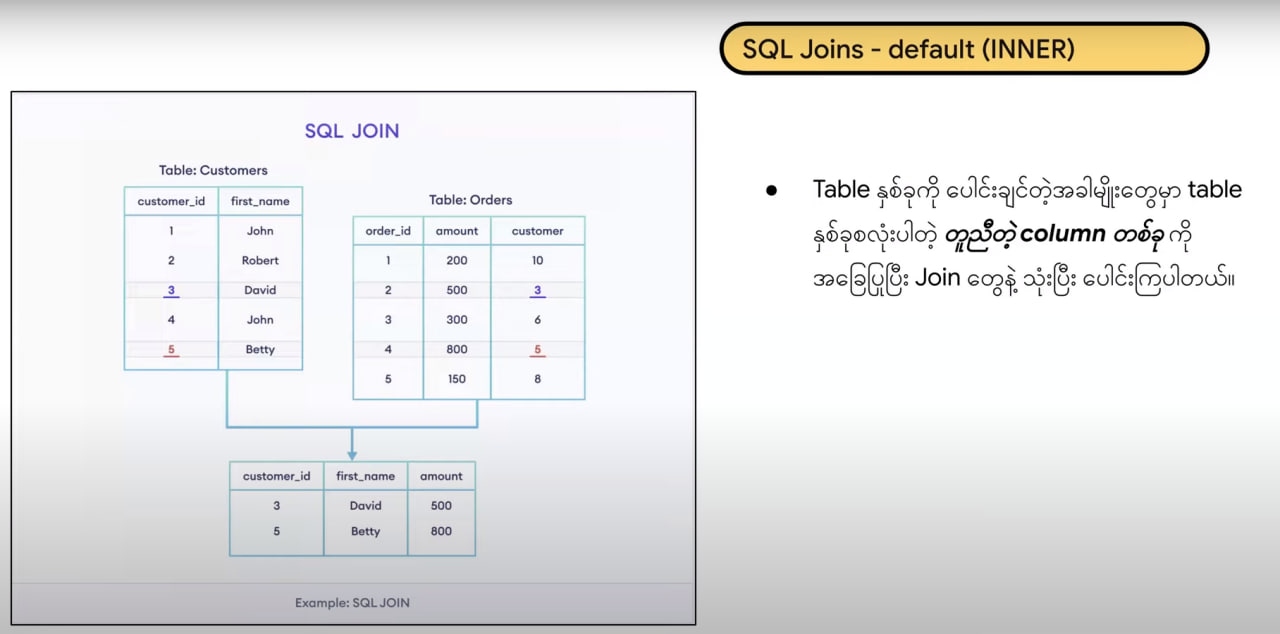 SQL Joins - default (INNER)
SQL JOIN
Table: Customers
customer_id first_name
1 John
2 Robert
3 David
4 John
5 Betty
Table: Orders
order_id amount customer
1 200 10
2 500 3
3 300 6
4 800 5
5 150 8
customer_id first_name amount
3 David 500
5 Betty 800
Example: SQL JOIN
● Table နှစ်ခုကို ပေါင်းချင်တဲ့အခါမျိုးတွေမှာ table
နှစ်ခုစလုံးပါတဲ့ တူညီတဲ့ column တစ်ခု ကို
အခြေပြုပြီး Join တွေနဲ့ သုံးပြီး ပေါင်းကြပါတယ်။